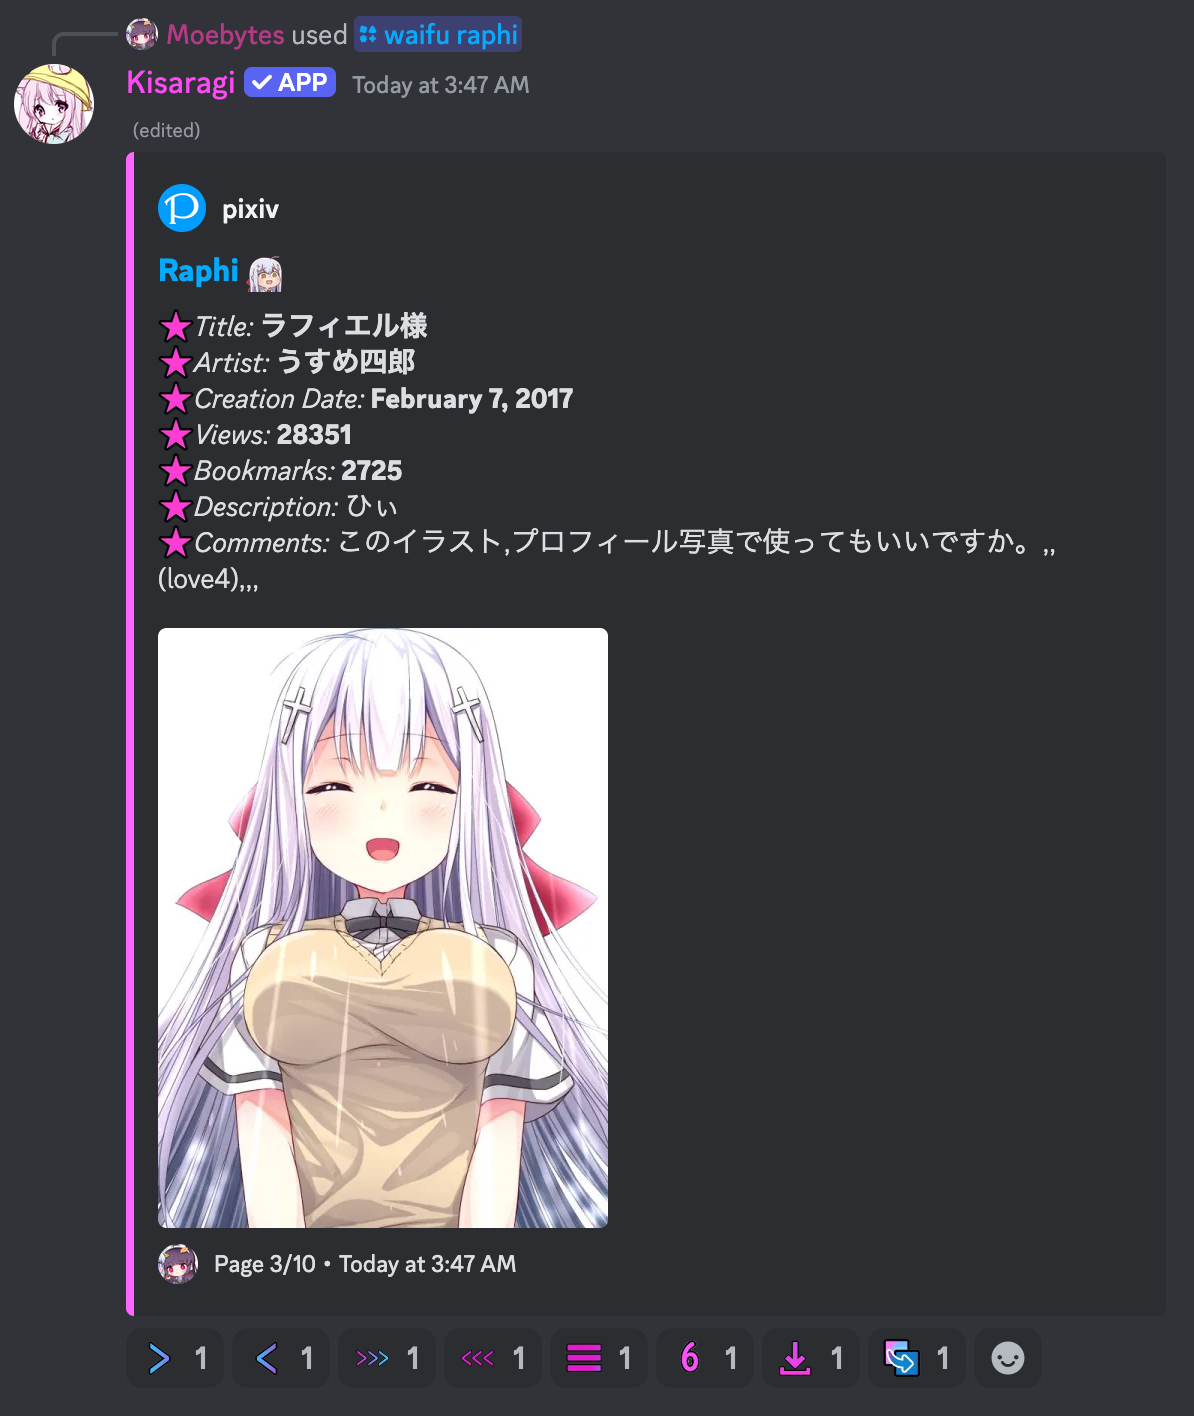 Moebytes used waifu raphi
Kisaragi APP Today at 3:47 AM
(edited)
pixiv
Raphi
Title: ラフィエル様
Artist: うすめ四郎
Creation Date: February 7, 2017
Views: 28351
Bookmarks: 2725
Description: ひぃ
Comments: このイラスト,プロフィール写真で使ってもいいですか。,,
(love4),,,
Page 3/10 • Today at 3:47 AM
1 1 1 1 1 6 1 1 1